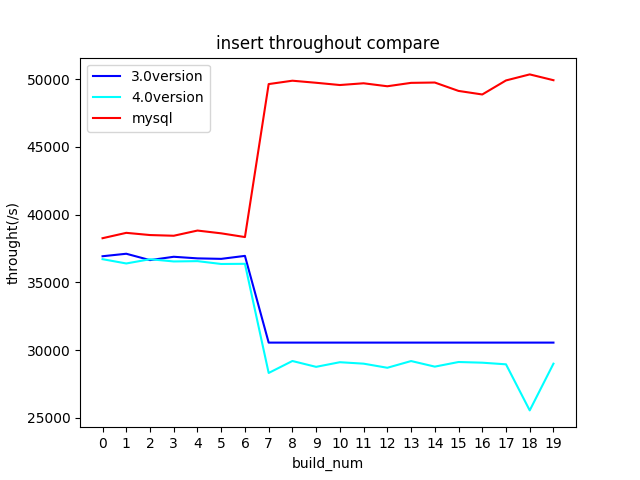 insert throughout compare
3.0version
4.0version
mysql
throught(/s)
50000
45000
40000
35000
30000
25000
0 1 2 3 4 5 6 7 8 9 10 11 12 13 14 15 16 17 18 19
build_num